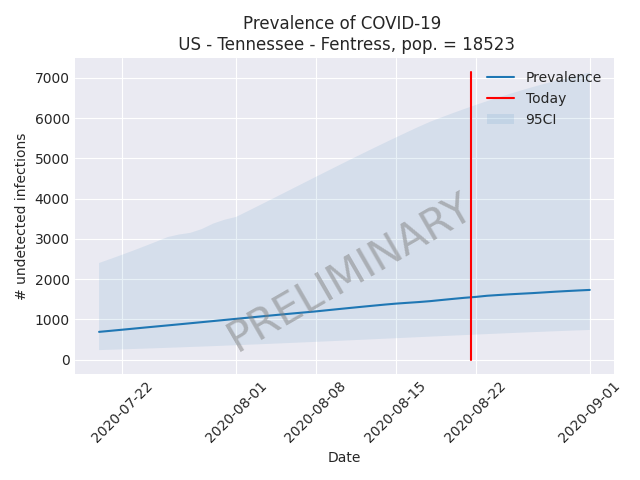 Prevalence of COVID-19
US - Tennessee - Fentress, pop. = 18523
# undetected infections
7000
6000
5000
4000
3000
2000
1000
0
Prevalence
Today
95CI
PRELIMINARY
2020-07-22
2020-08-01
2020-08-08
2020-08-15
2020-08-22
2020-09-01
Date